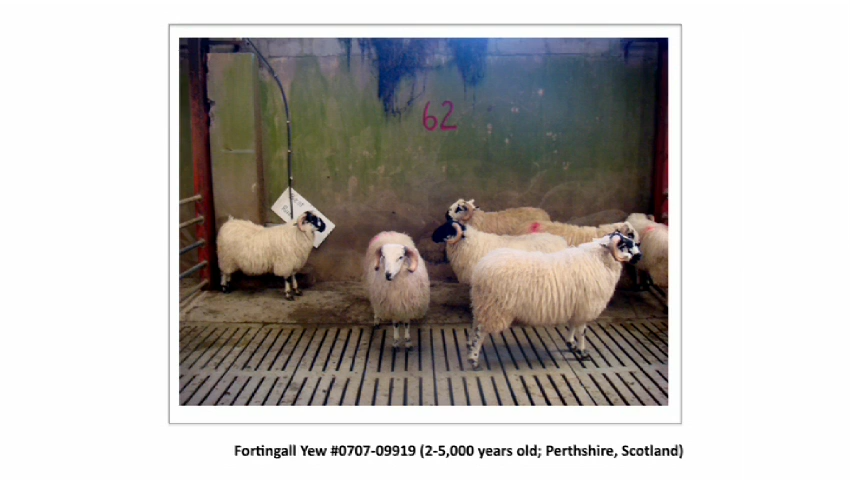 62
Fortingall Yew #0707-09919 (2-5,000 years old; Perthshire, Scotland)